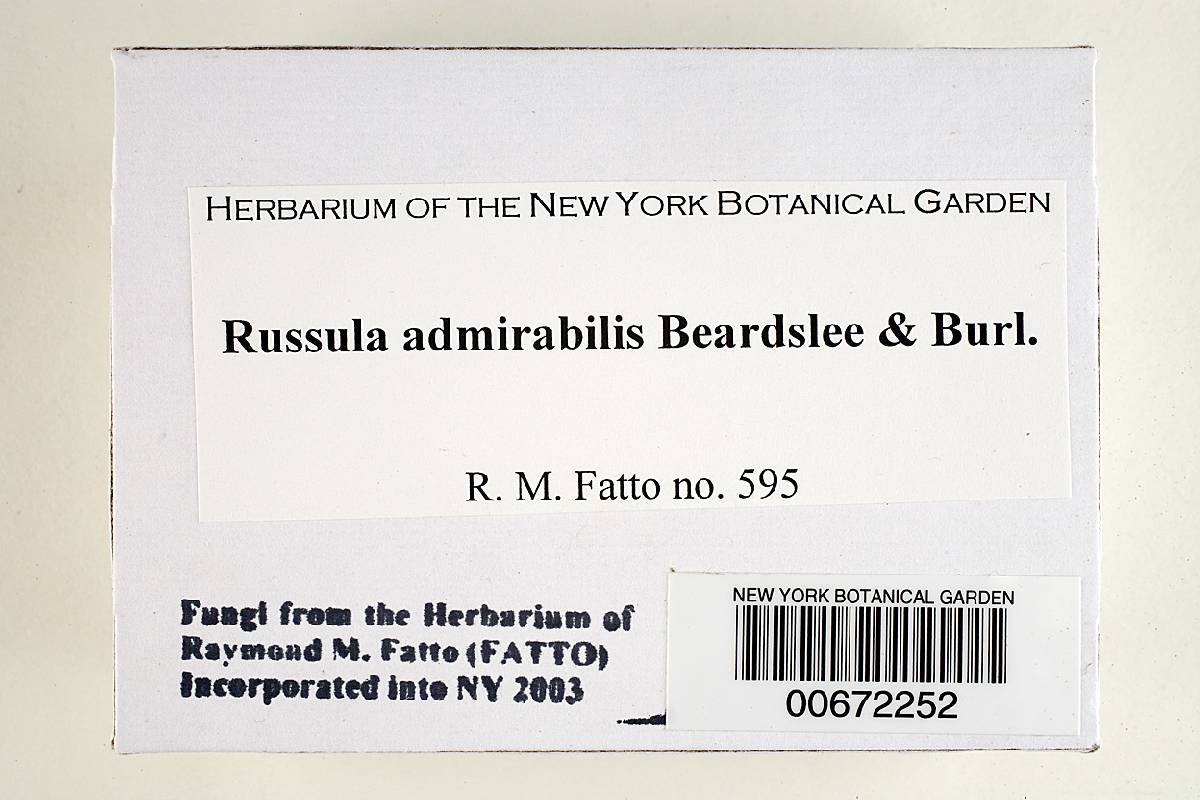 HERBARIUM OF THE NEW YORK BOTANICAL GARDEN
Russula admirabilis Beardslee & Burl.
R. M. Fatto no. 595
Fungi from the Herbarium of
Raymond M. Fatto (FATTO)
Incorporated into NY 2003
NEW YORK BOTANICAL GARDEN
00672252